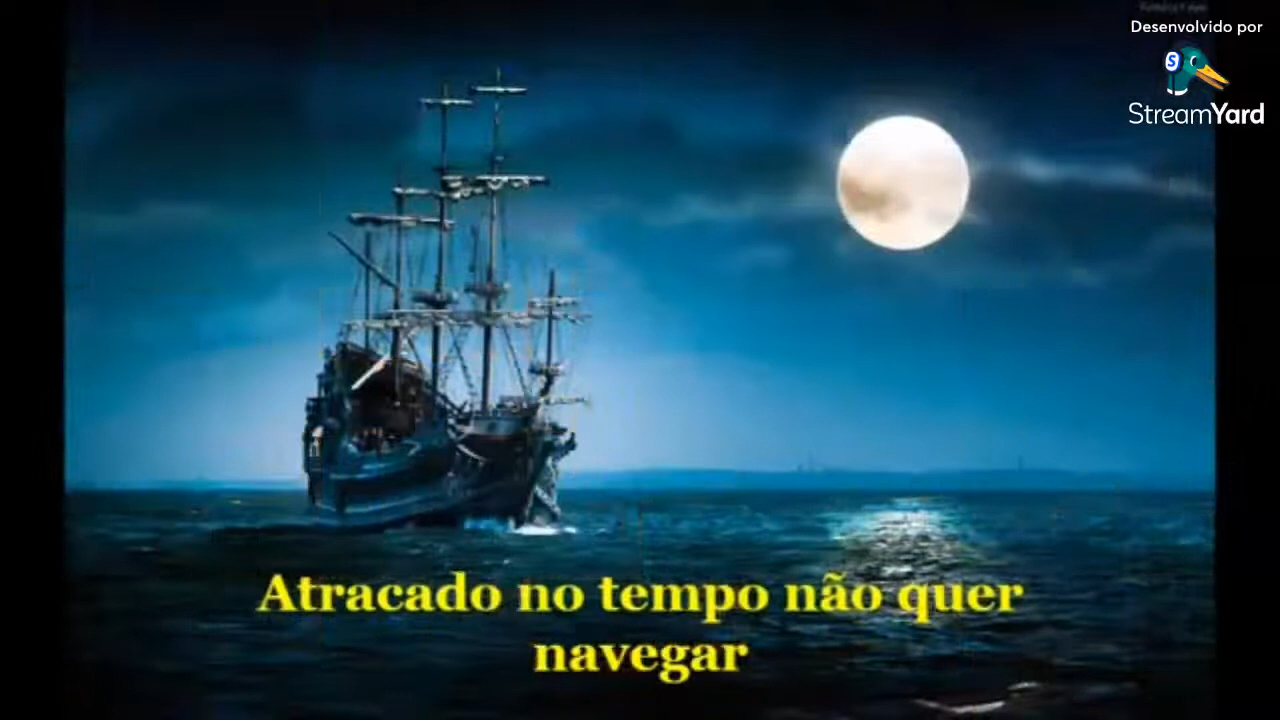 Desenvolvido por
StreamYard
Atracado no tempo não quer
navegar